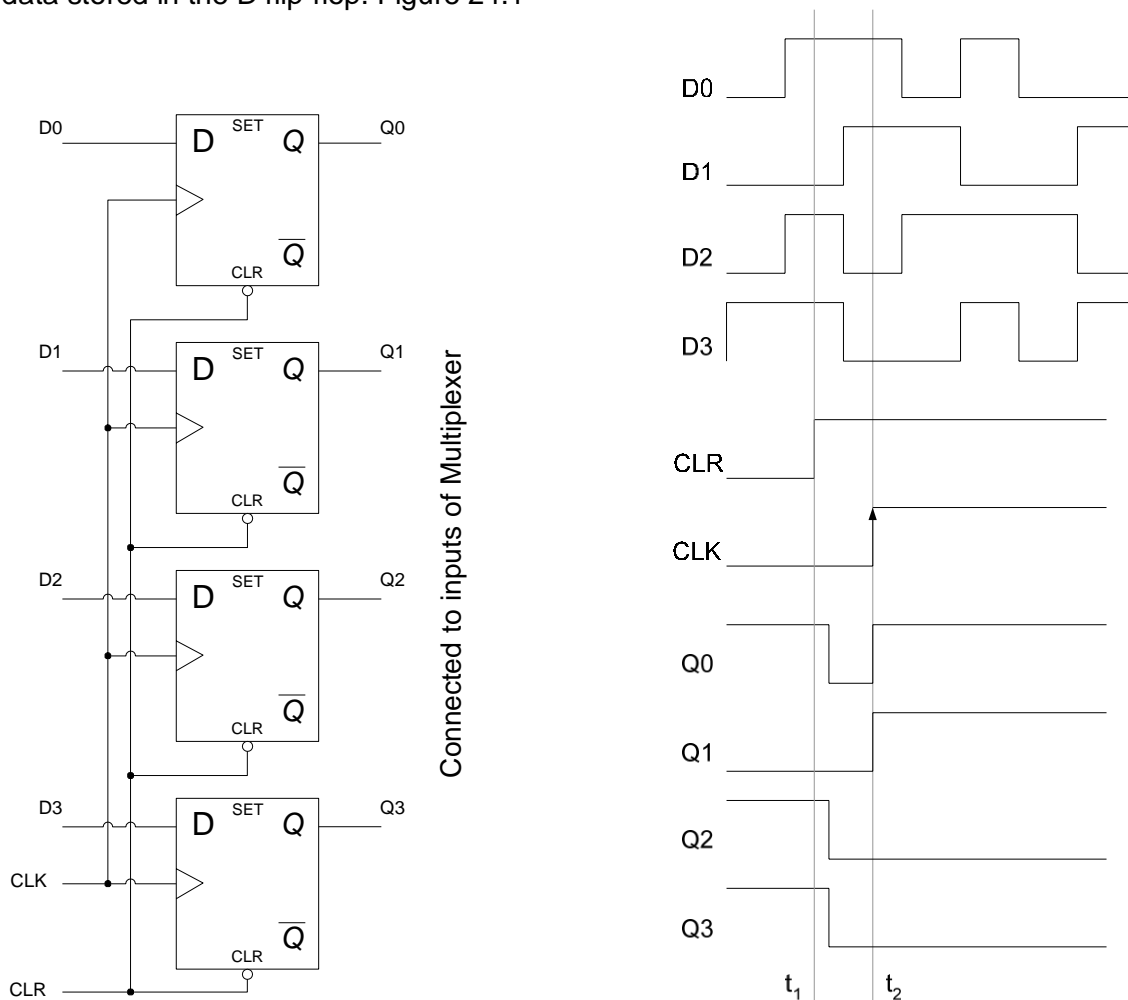 data stored in the D flip-flop. Figure 24.1
D0
D
SET
Q
Q0
Q
CLR
D1
D
SET
Q
Q1
Q
CLR
D2
D
SET
Q
Q2
Q
CLR
D3
D
SET
Q
Q3
CLK
Q
CLR
CLR
Connected to inputs of Multiplexer
D0
D1
D2
D3
CLR
CLK
Q0
Q1
Q2
Q3
t1
t2